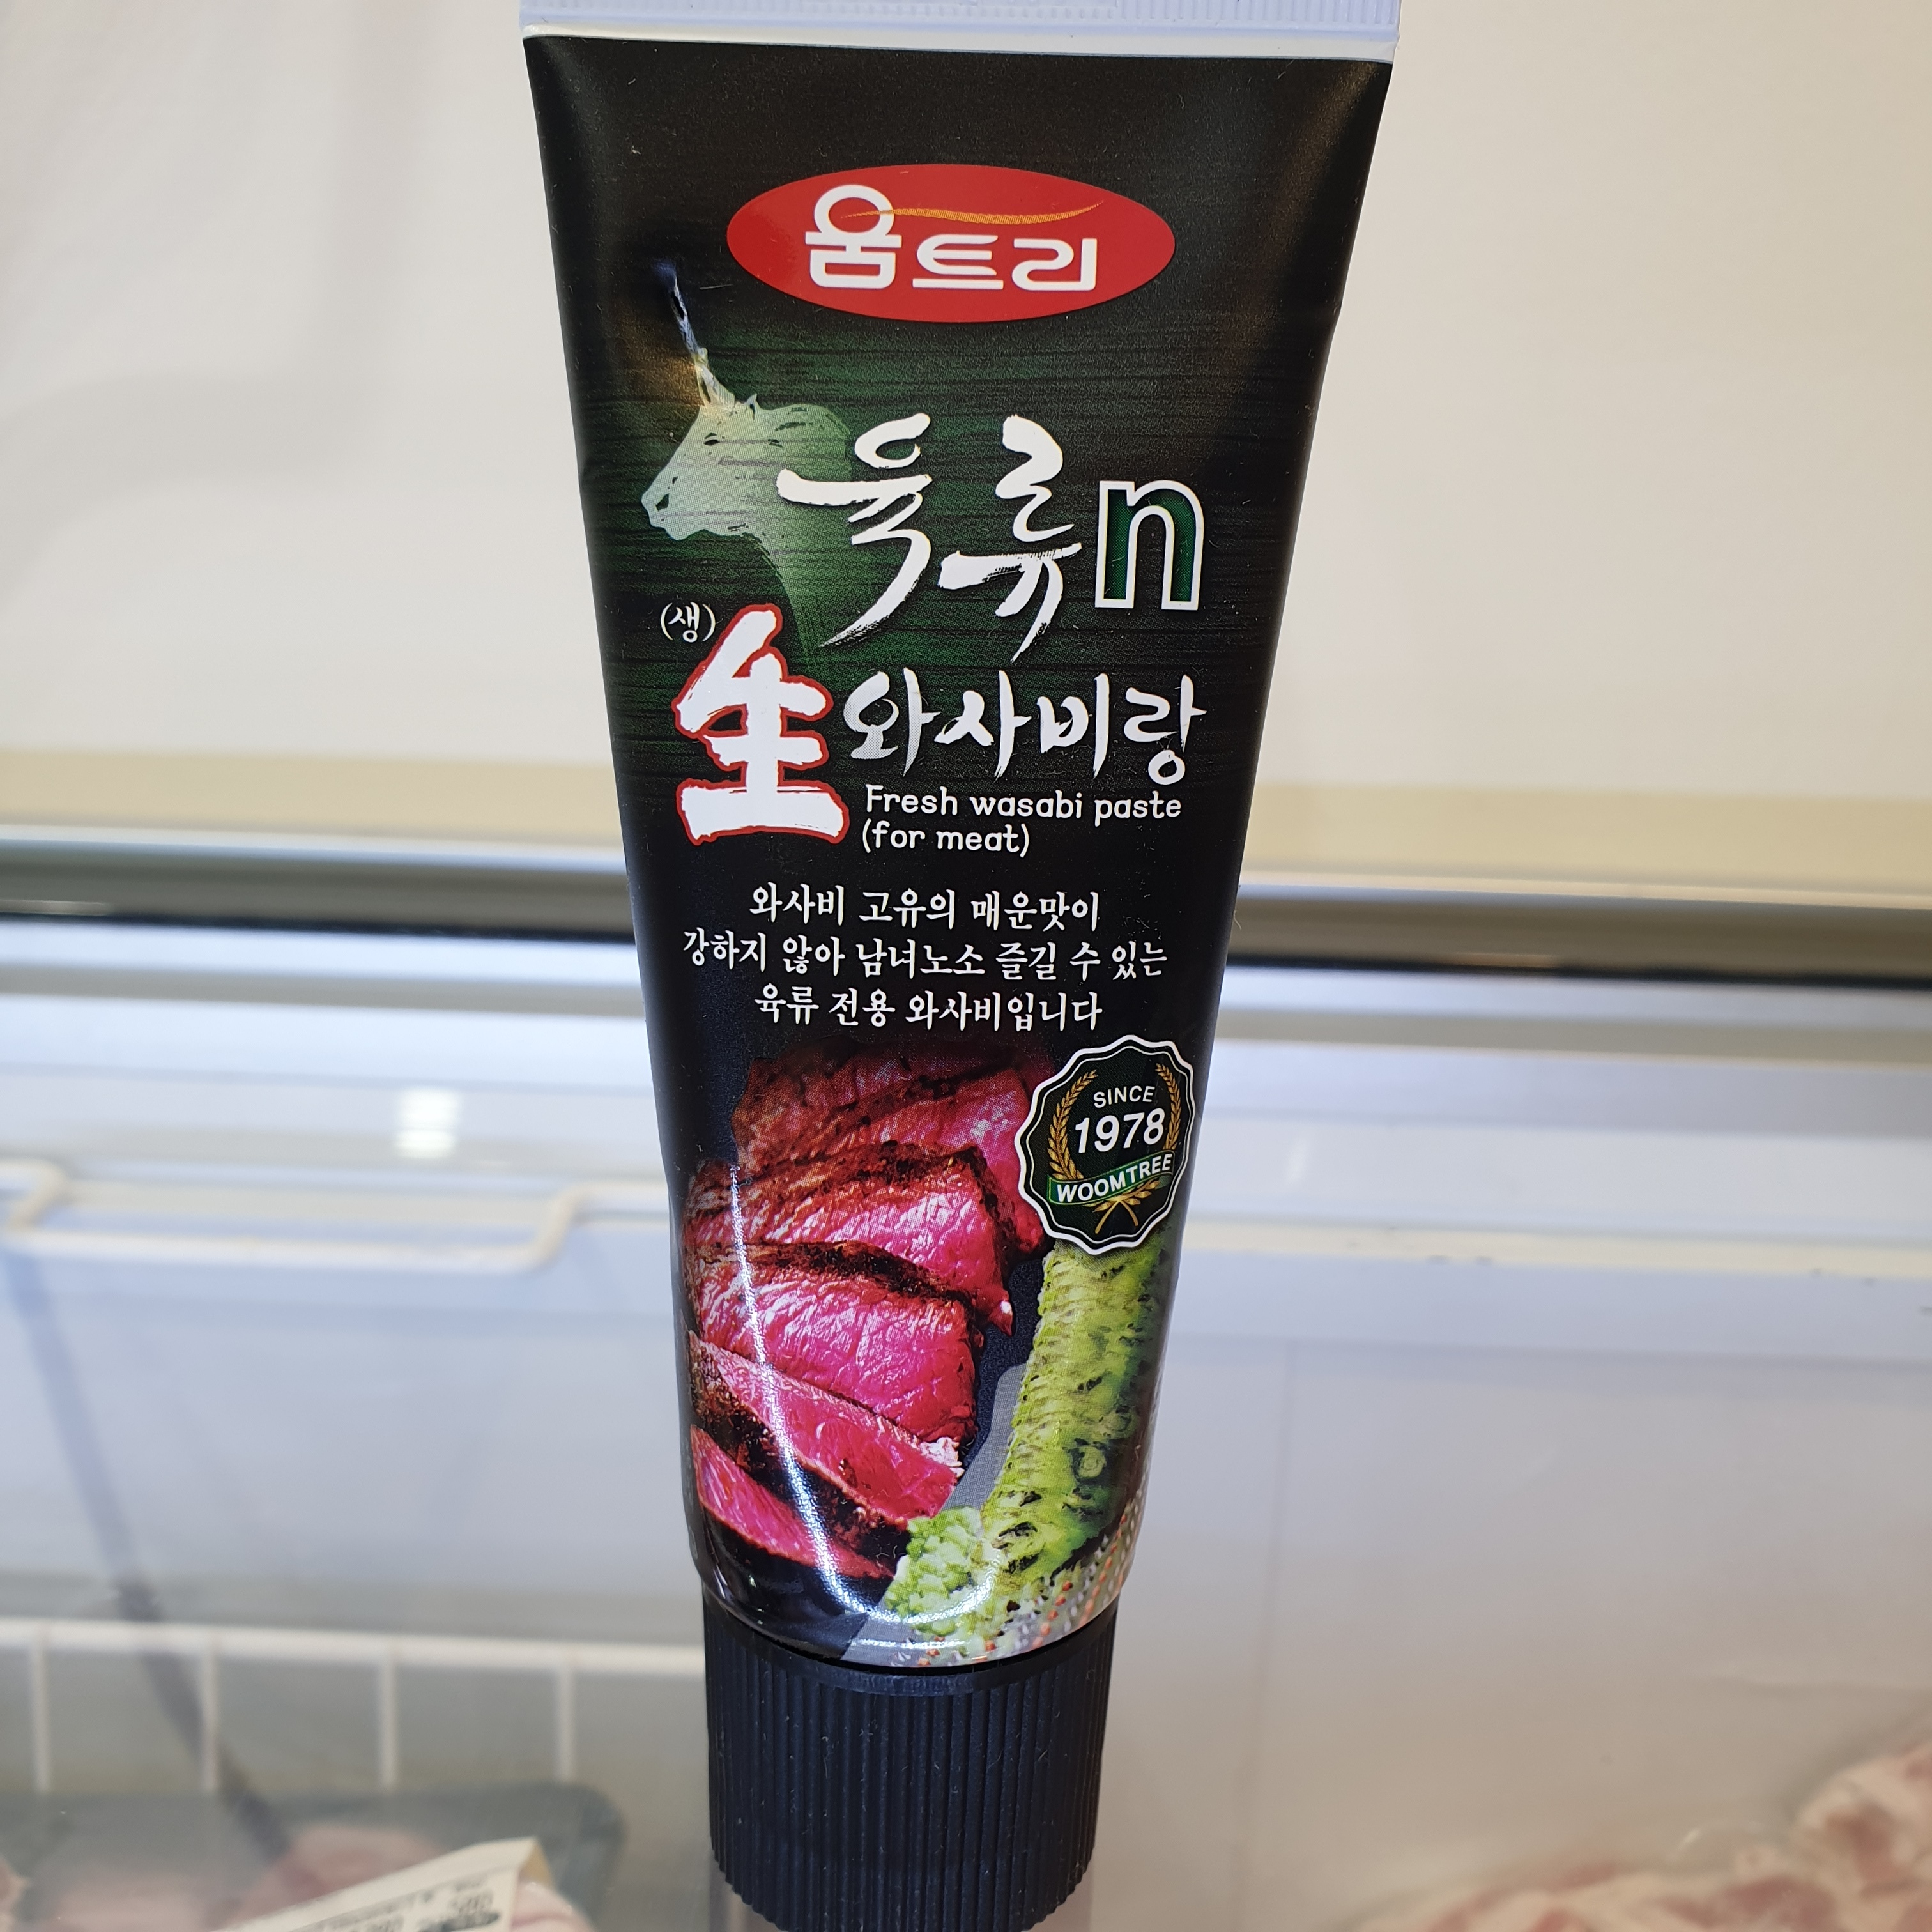 움트리
육류n
(생)
生와사비랑
Fresh wasabi paste
(for meat)
와사비 고유의 매운맛이
강하지 않아 남녀노소 즐길 수 있는
육류 전용 와사비입니다
SINCE
1978
WOOMTREE